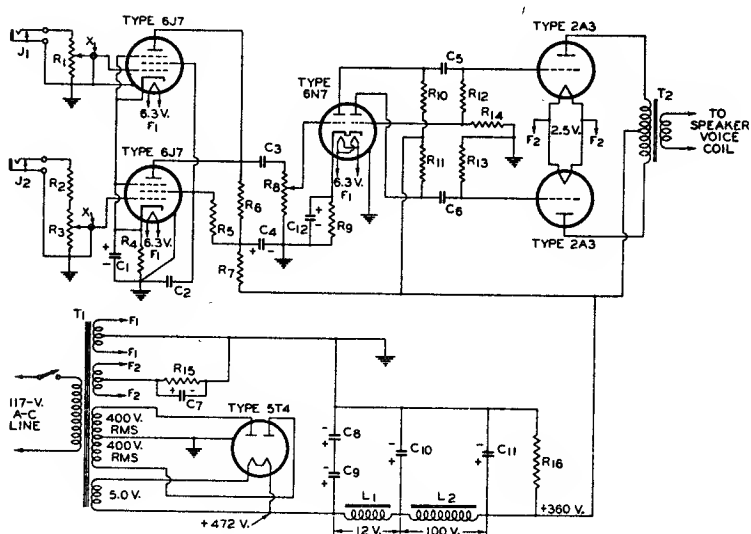 TYPE 6J7
J1
R1
X
6.3 V.
F1
TYPE 6J7
J2
R2
R3
X
6.3 V.
F1
R4
C1
C2
C3
R8
R5
R6
C4
R7
TYPE 6N7
6.3 V.
F1
C12
R9
C5
R10
R12
R14
R11
R13
C6
TYPE 2A3
F2
2.5 V.
F2
TYPE 2A3
T2
TO
SPEAKER
VOICE
COIL
T1
F1
F1
F2
F2
R15
C7
117-V.
A-C
LINE
400 V.
RMS
400 V.
RMS
5.0 V.
TYPE 5T4
+472 V.
C8
C9
C10
C11
R16
L1
L2
12 V.
100 V.
+360 V.